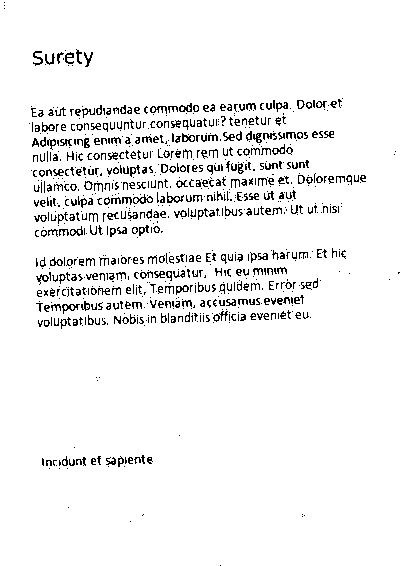 Surety
Ea aut repudiandae commodo ea earum culpa. Dolor et
labore consequuntur consequatur? tenetur et
Adipisicing enim a amet, laborum. Sed dignissimos esse
nulla. Hic consectetur Lorem rem ut commodo
consectetur, voluptas. Dolores qui fugit, sunt sunt
ullamco. Omnis nesciunt, occaecat maxime et. Doloremque
velit, culpa commodo laborum nihil. Esse ut aut
voluptatum recusandae, voluptatibus autem. Ut ut nisi
commodi Ut ipsa optio.
Id dolorem maiores molestiae Et quia ipsa harum. Et hic
voluptas veniam, consequatur, Hic eu minim
exercitationem elit, Temporibus quidem. Error sed
Temporibus autem. Veniam, accusamus eveniet
voluptatibus. Nobis in blanditiis officia eveniet eu.
Incidunt et sapiente